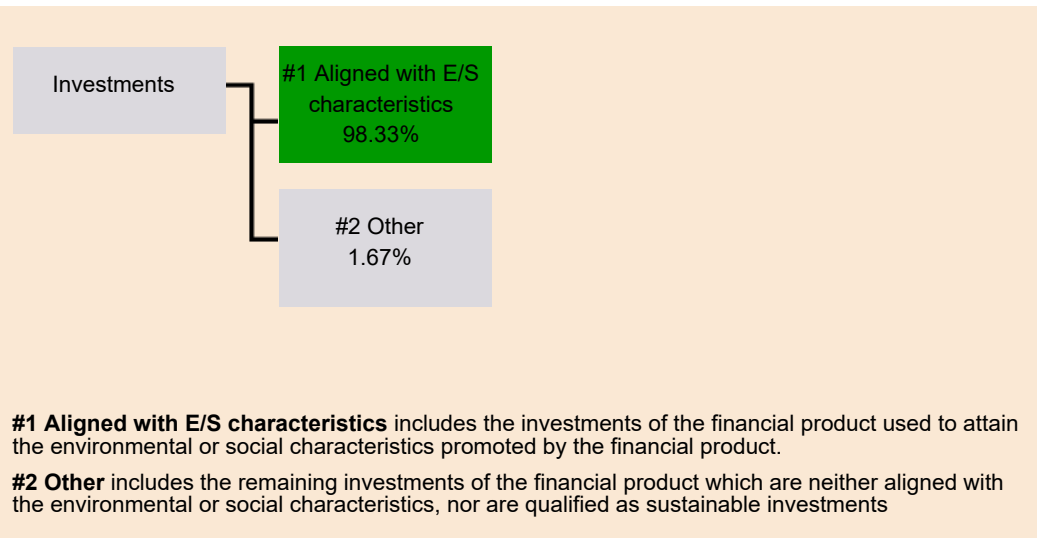 Investments
#1 Aligned with E/S
characteristics
98.33%
#2 Other
1.67%
#1 Aligned with E/S characteristics includes the investments of the financial product used to attain
the environmental or social characteristics promoted by the financial product.
#2 Other includes the remaining investments of the financial product which are neither aligned with
the environmental or social characteristics, nor are qualified as sustainable investments